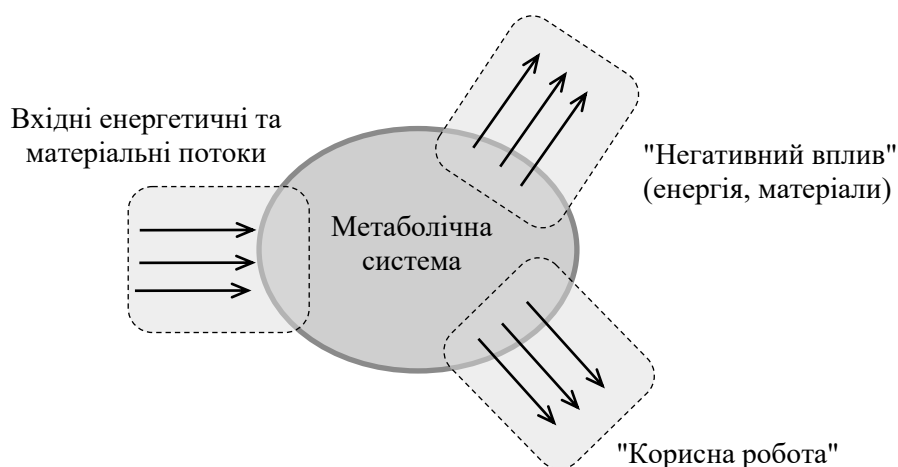 Вхідні енергетичні та
матеріальні потоки
"Негативний вплив"
(енергія, матеріали)
Метаболічна
система
"Корисна робота"